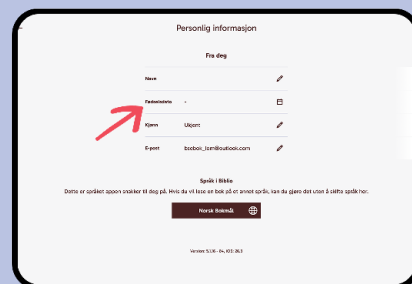 Personlig informasjon
Fra deg
Navn
Fødselsdato -
Kjønn Ukjent
E-post
Språk i Biblio
Dette er språket appen snakker til deg på. Hvis du vil lese en bok på et annet språk, kan du gjøre det uten å skifte språk her.
Norsk Bokmål